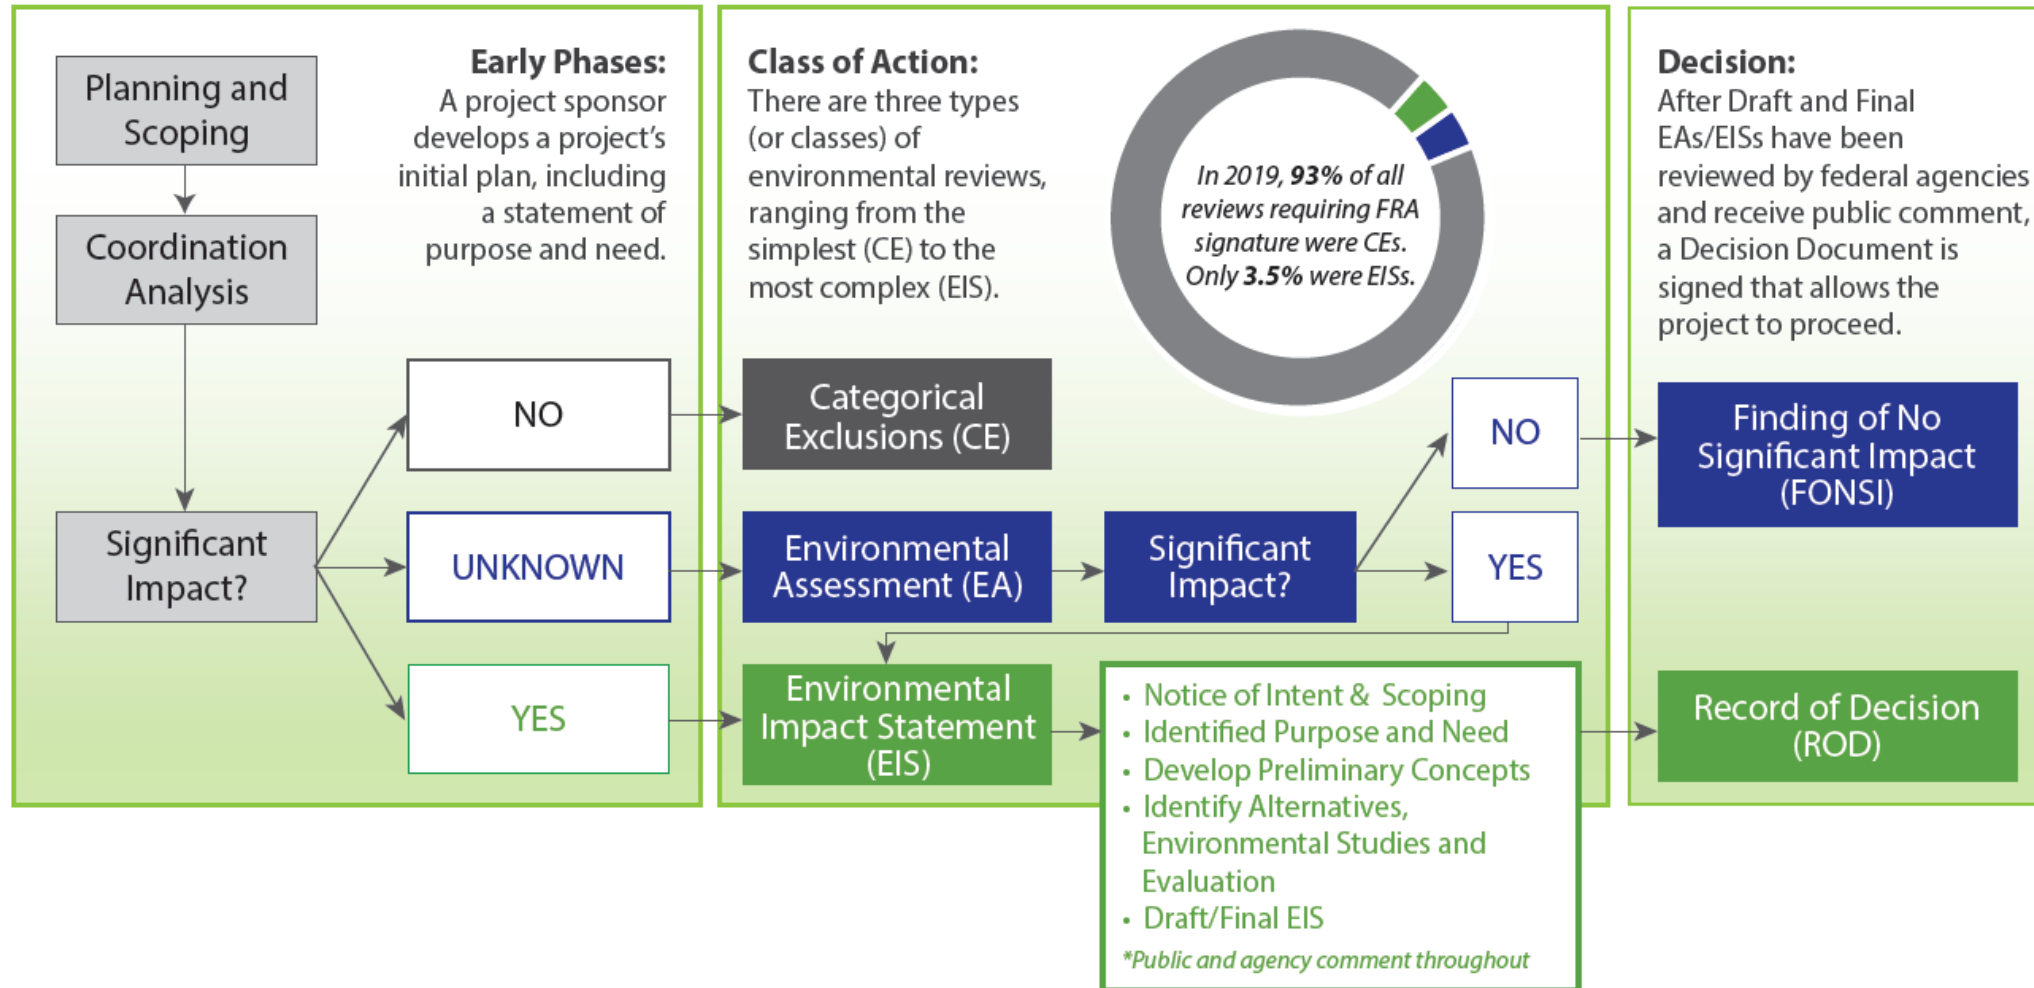 Planning and
Scoping
Coordination
Analysis
Significant
Impact?
Early Phases:
A project sponsor
develops a project's
initial plan, including
a statement of
purpose and need.
NO
UNKNOWN
YES
Class of Action:
There are three types
(or classes) of
environmental reviews,
ranging from the
simplest (CE) to the
most complex (EIS).
In 2019, 93% of all
reviews requiring FRA
signature were CEs.
Only 3.5% were EISs.
Categorical
Exclusions (CE)
Environmental
Assessment (EA)
Significant
Impact?
NO
YES
Environmental
Impact Statement
(EIS)
• Notice of Intent & Scoping
• Identified Purpose and Need
• Develop Preliminary Concepts
• Identify Alternatives,
Environmental Studies and
Evaluation
• Draft/Final EIS
*Public and agency comment throughout
Decision:
After Draft and Final
EAs/EISs have been
reviewed by federal agencies
and receive public comment,
a Decision Document is
signed that allows the
project to proceed.
Finding of No
Significant Impact
(FONSI)
Record of Decision
(ROD)